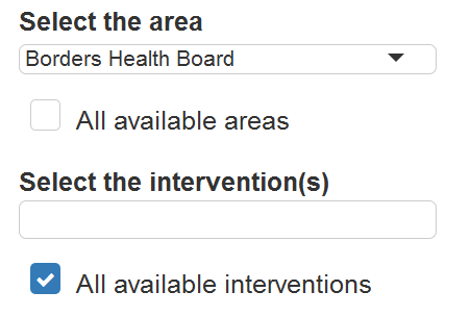 Select the area
Borders Health Board
All available areas
Select the intervention(s)
All available interventions